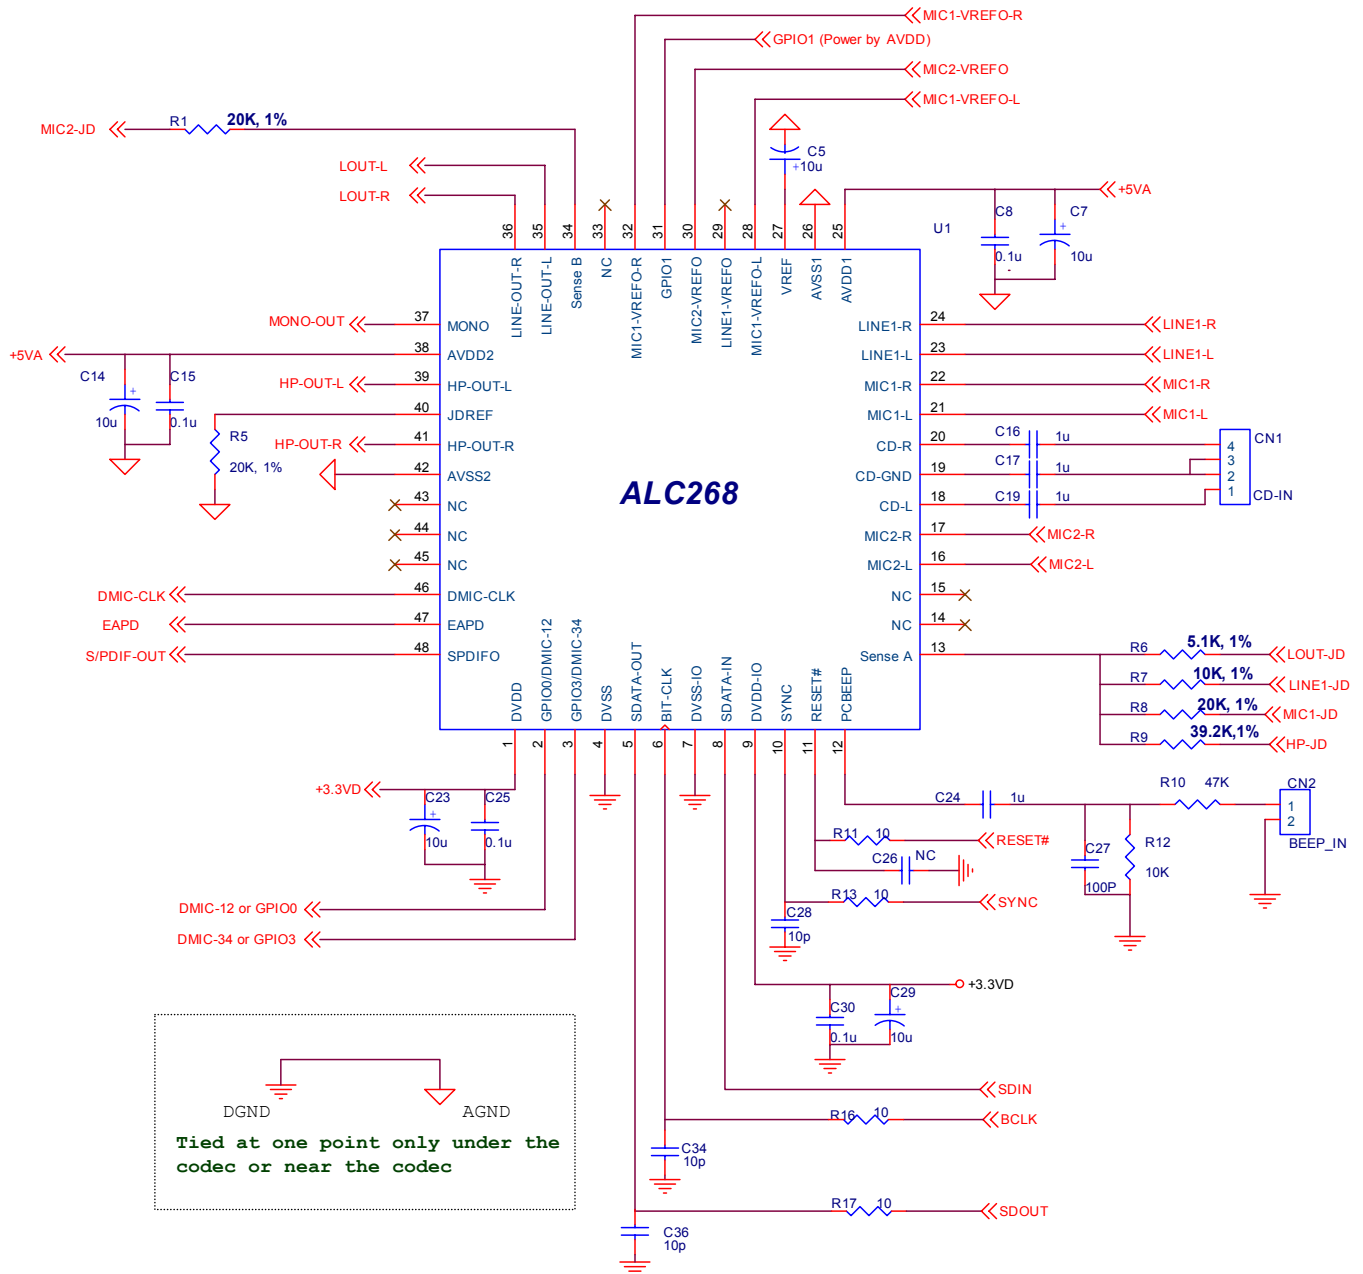 MIC1-VREFO-R
GPIO1 (Power by AVDD)
MIC2-VREFO
MIC1-VREFO-L
MIC2-JD
R1
20K, 1%
LOUT-L
LOUT-R
C5
+10u
+5VA
C8
0.1u
C7
+
10u
U1
36
35
34
33
32
31
30
29
28
27
26
25
LINE-OUT-R
LINE-OUT-L
Sense B
NC
MIC1-VREFO-R
GPIO1
MIC2-VREFO
LINE1-VREFO
MIC1-VREFO-L
VREF
AVSS1
AVDD1
MONO-OUT
37
MONO
+5VA
38
AVDD2
C14
+
10u
C15
0.1u
HP-OUT-L
39
HP-OUT-L
40
JDREF
R5
20K, 1%
HP-OUT-R
41
HP-OUT-R
42
AVSS2
43
NC
44
NC
45
NC
DMIC-CLK
46
DMIC-CLK
EAPD
47
EAPD
S/PDIF-OUT
48
SPDIFO
ALC268
LINE1-R
24
LINE1-R
LINE1-L
23
LINE1-L
MIC1-R
22
MIC1-R
MIC1-L
21
MIC1-L
CD-R
20
C16
1u
CD-GND
19
C17
1u
CD-L
18
C19
1u
4
3
2
1
CN1
CD-IN
MIC2-R
17
MIC2-R
MIC2-L
16
MIC2-L
NC
15
NC
14
Sense A
13
R6
5.1K, 1%
LOUT-JD
R7
10K, 1%
LINE1-JD
R8
20K, 1%
MIC1-JD
R9
39.2K,1%
HP-JD
DVDD
GPIO0/DMIC-12
GPIO3/DMIC-34
DVSS
SDATA-OUT
BIT-CLK
DVSS-IO
SDATA-IN
DVDD-IO
SYNC
RESET#
PCBEEP
1
2
3
4
5
6
7
8
9
10
11
12
+3.3VD
C23
+
10u
C25
0.1u
C24
1u
R10
47K
CN2
1
2
BEEP_IN
C27
100P
R12
10K
R11
10
RESET#
C26
NC
R13
10
SYNC
C28
10p
DMIC-12 or GPIO0
DMIC-34 or GPIO3
+3.3VD
C30
0.1u
C29
+
10u
SDIN
R16
10
BCLK
C34
10p
R17
10
SDOUT
C36
10p
DGND
AGND
Tied at one point only under the
codec or near the codec